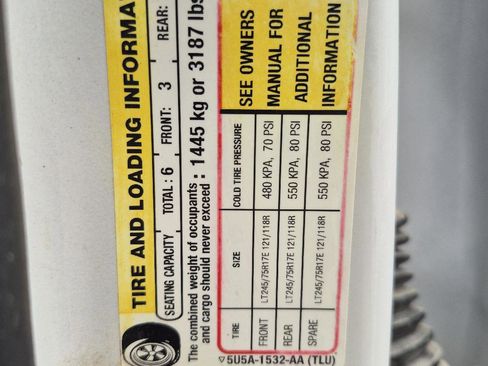 TIRE AND LOADING INFORMA
SEATING CAPACITY TOTAL : 6 FRONT: 3 REAR:
The combined weight of occupants
and cargo should never exceed : 1445 kg or 3187 lbs
TIRE SIZE COLD TIRE PRESSURE
FRONT LT245/75R17E 121/118R 480 KPA, 70 PSI
REAR LT245/75R17E 121/118R 550 KPA, 80 PSI
SPARE LT245/75R17E 121/118R 550 KPA, 80 PSI
SEE OWNERS
MANUAL FOR
ADDITIONAL
INFORMATION
5U5A-1532-AA (TLU)